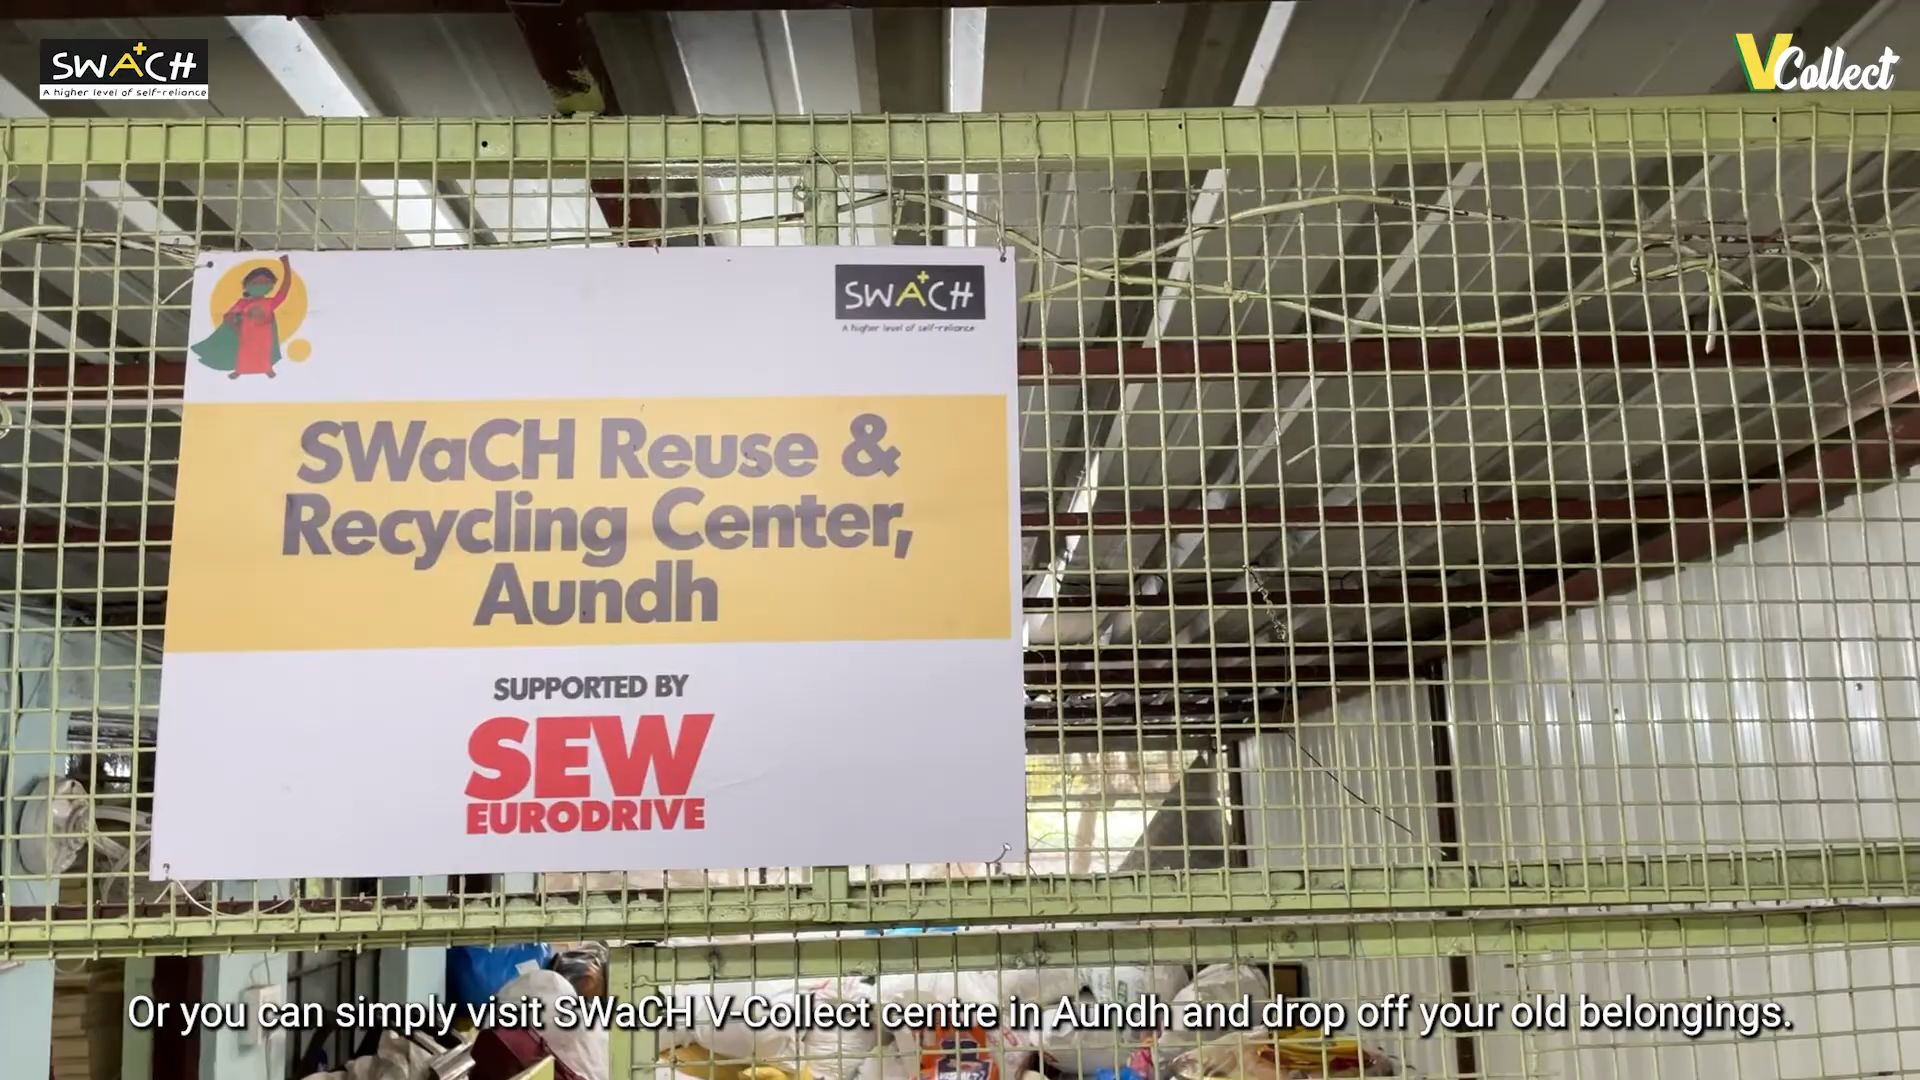 SWACH
A higher level of self-reliance
V Collect
SWACH
A higher level of self-reliance
SWaCH Reuse &
Recycling Center,
Aundh
SUPPORTED BY
SEW
EURODRIVE
Or you can simply visit SWaCH V-Collect centre in Aundh and drop off your old belongings.